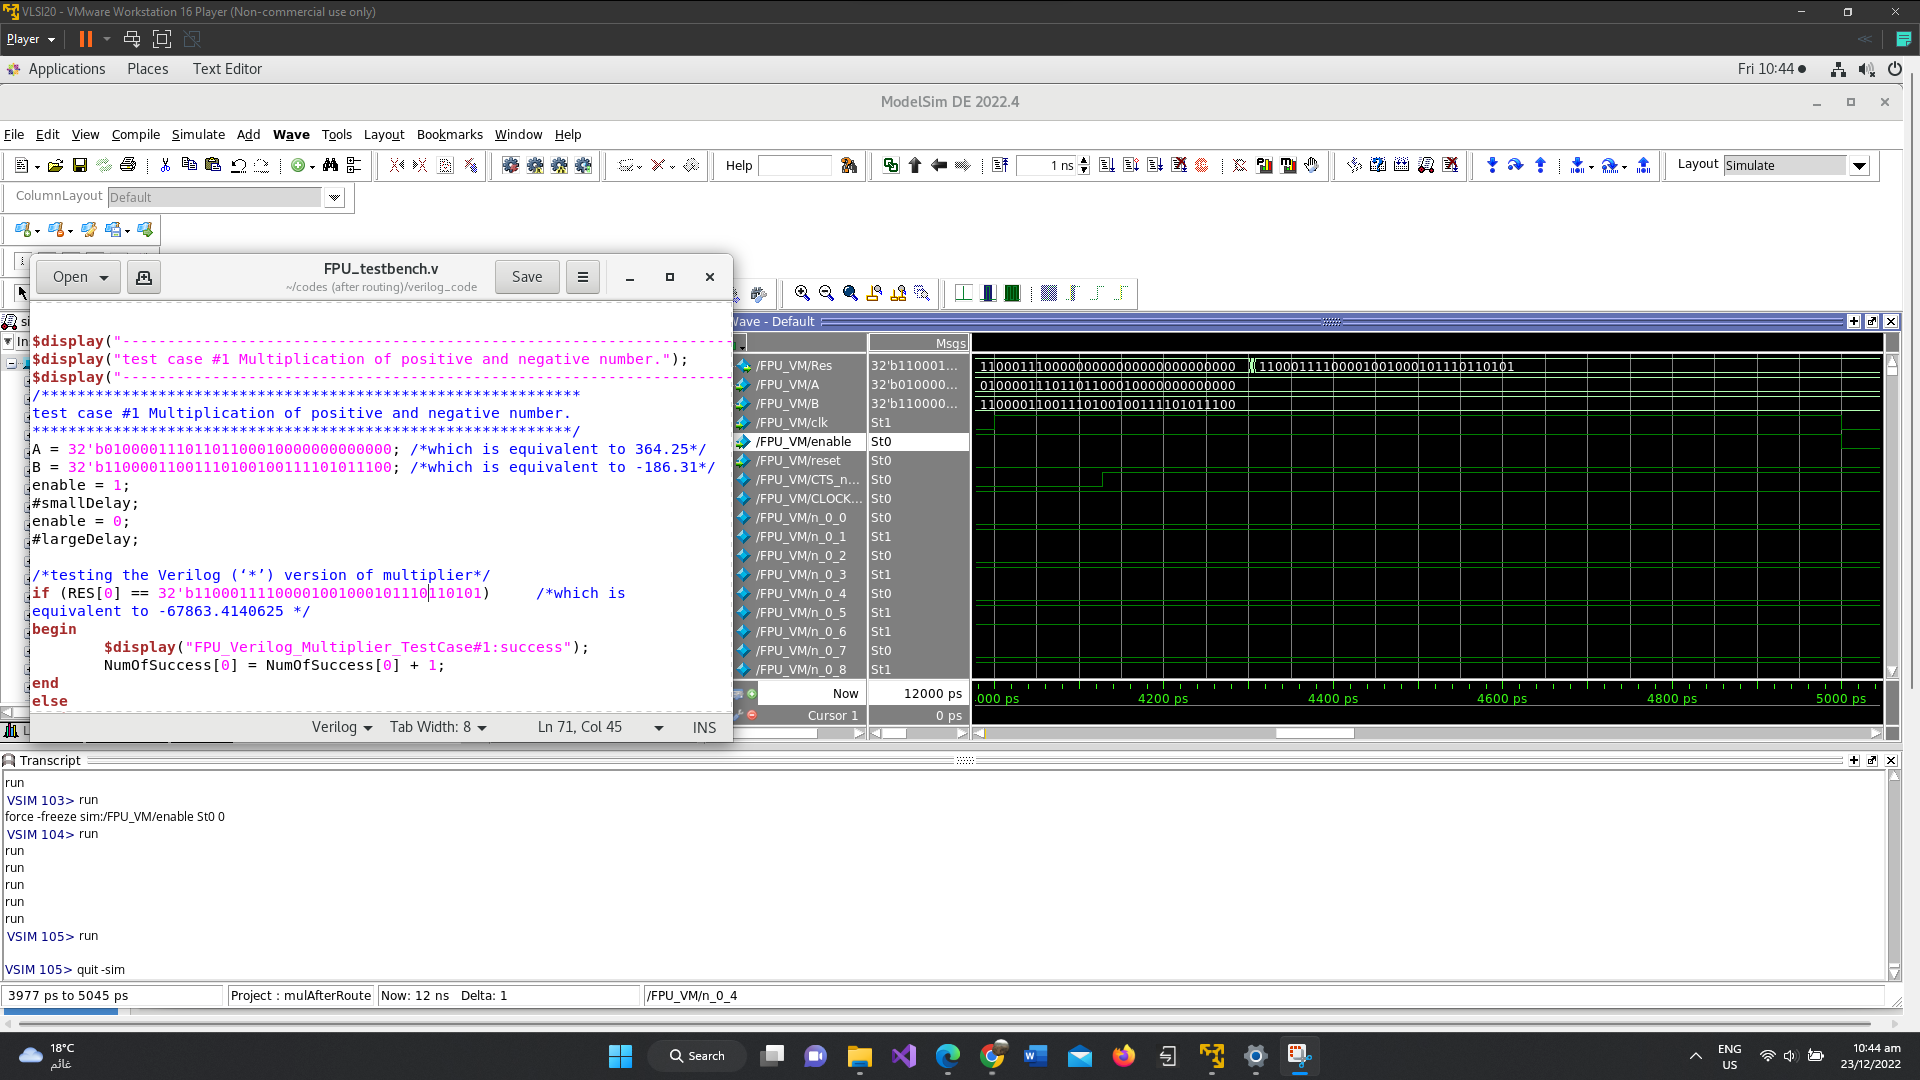 VLSI20 - VMware Workstation 16 Player (Non-commercial use only)
Player
Applications Places Text Editor Fri 10:44
ModelSim DE 2022.4
File Edit View Compile Simulate Add Wave Tools Layout Bookmarks Window Help
Help 1 ns Layout Simulate
ColumnLayout Default
Open FPU_testbench.v Save
~/codes (after routing)/verilog_code
$display("------------------------------------------------------------------------
$display("test case #1 Multiplication of positive and negative number.");
$display("------------------------------------------------------------------------
/*************************************************************
test case #1 Multiplication of positive and negative number.
*************************************************************/
A = 32'b01000011101101100010000000000000; /*which is equivalent to 364.25*/
B = 32'b11000011001110100100111101011100; /*which is equivalent to -186.31*/
enable = 1;
#smallDelay;
enable = 0;
#largeDelay;
/*testing the Verilog (‘*’) version of multiplier*/
if (RES[0] == 32'b11000111100001001000101110110101) /*which is
equivalent to -67863.4140625 */
begin
$display("FPU_Verilog_Multiplier_TestCase#1:success");
NumOfSuccess[0] = NumOfSuccess[0] + 1;
end
else
Verilog Tab Width: 8 Ln 71, Col 45 INS
Wave - Default
Msgs
/FPU_VM/Res 32'b110001... 11000111000000000000000000000000 11000111100001001000101110110101
/FPU_VM/A 32'b010000... 01000011101101100010000000000000
/FPU_VM/B 32'b110000... 11000011001110100100111101011100
/FPU_VM/clk St1
/FPU_VM/enable St0
/FPU_VM/reset St0
/FPU_VM/CTS_n... St0
/FPU_VM/CLOCK... St0
/FPU_VM/n_0_0 St0
/FPU_VM/n_0_1 St1
/FPU_VM/n_0_2 St0
/FPU_VM/n_0_3 St1
/FPU_VM/n_0_4 St0
/FPU_VM/n_0_5 St1
/FPU_VM/n_0_6 St1
/FPU_VM/n_0_7 St0
/FPU_VM/n_0_8 St1
Now 12000 ps 000 ps 4200 ps 4400 ps 4600 ps 4800 ps 5000 ps
Cursor 1 0 ps
Transcript
run
VSIM 103> run
force -freeze sim:/FPU_VM/enable St0 0
VSIM 104> run
run
run
run
run
run
VSIM 105> run
VSIM 105> quit -sim
3977 ps to 5045 ps Project : mulAfterRoute Now: 12 ns Delta: 1 /FPU_VM/n_0_4
18°C
غائم
Search
ENG
US
10:44 am
23/12/2022